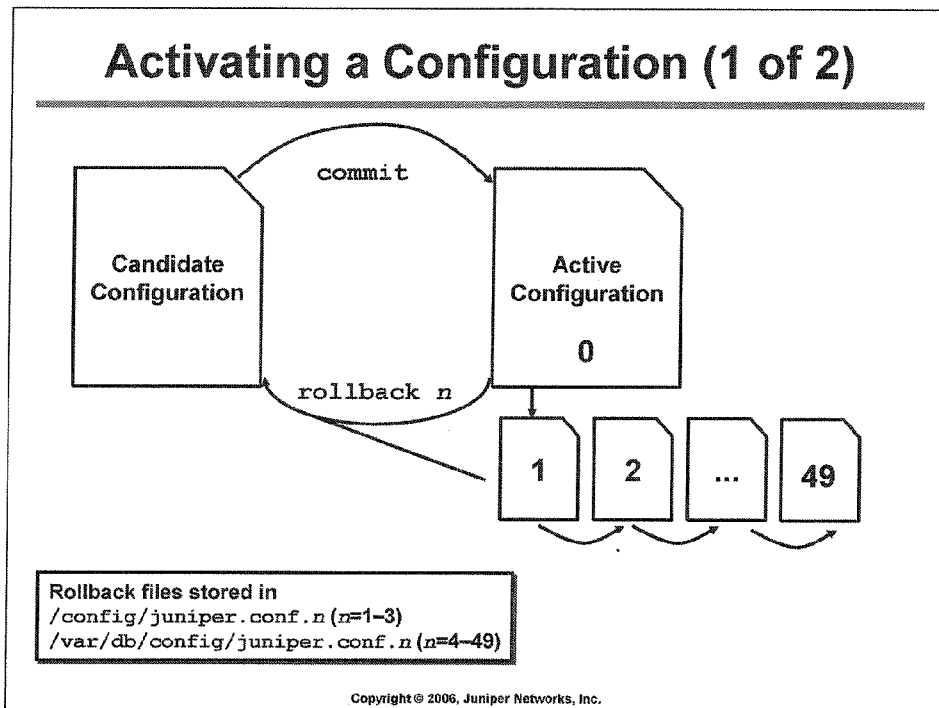 Activating a Configuration (1 of 2)
commit
Candidate
Configuration
Active
Configuration
0
rollback n
1
2
...
49
Rollback files stored in
/config/juniper.conf.n (n=1–3)
/var/db/config/juniper.conf.n (n=4–49)
Copyright © 2006, Juniper Networks, Inc.